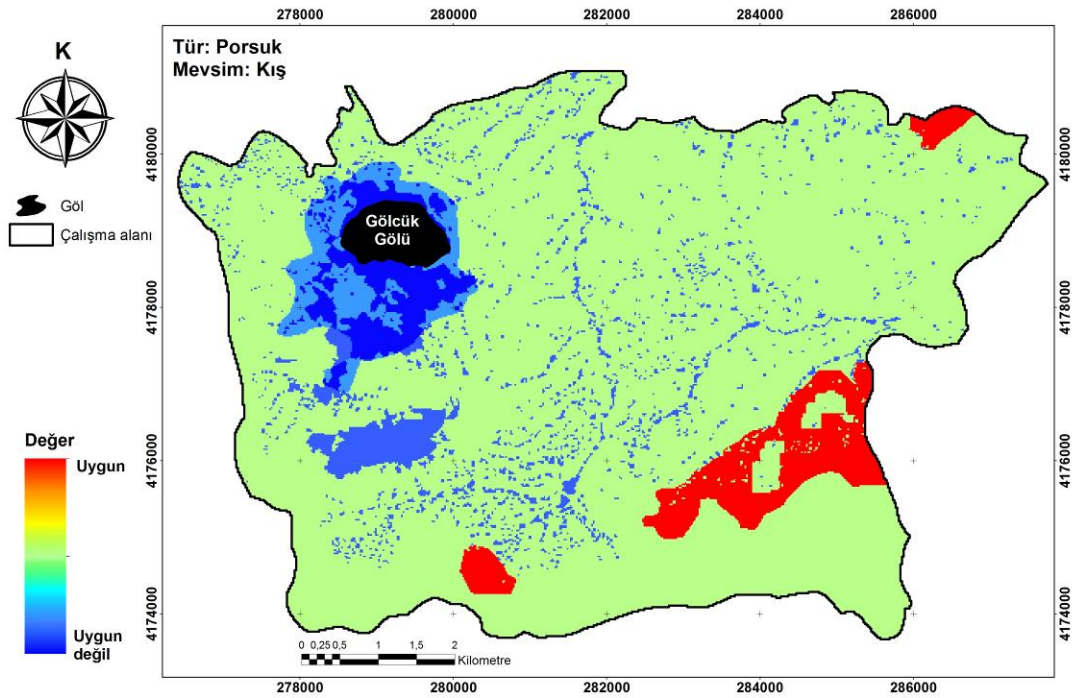 278000 280000 282000 284000 286000
Tür: Porsuk
Mevsim: Kış
K
Göl
Çalışma alanı
Gölcük
Gölü
4180000 4180000
4178000 4178000
4176000 4176000
4174000 4174000
Değer
Uygun
Uygun
değil
0 0,25 0,5 1 1,5 2
Kilometre
278000 280000 282000 284000 286000